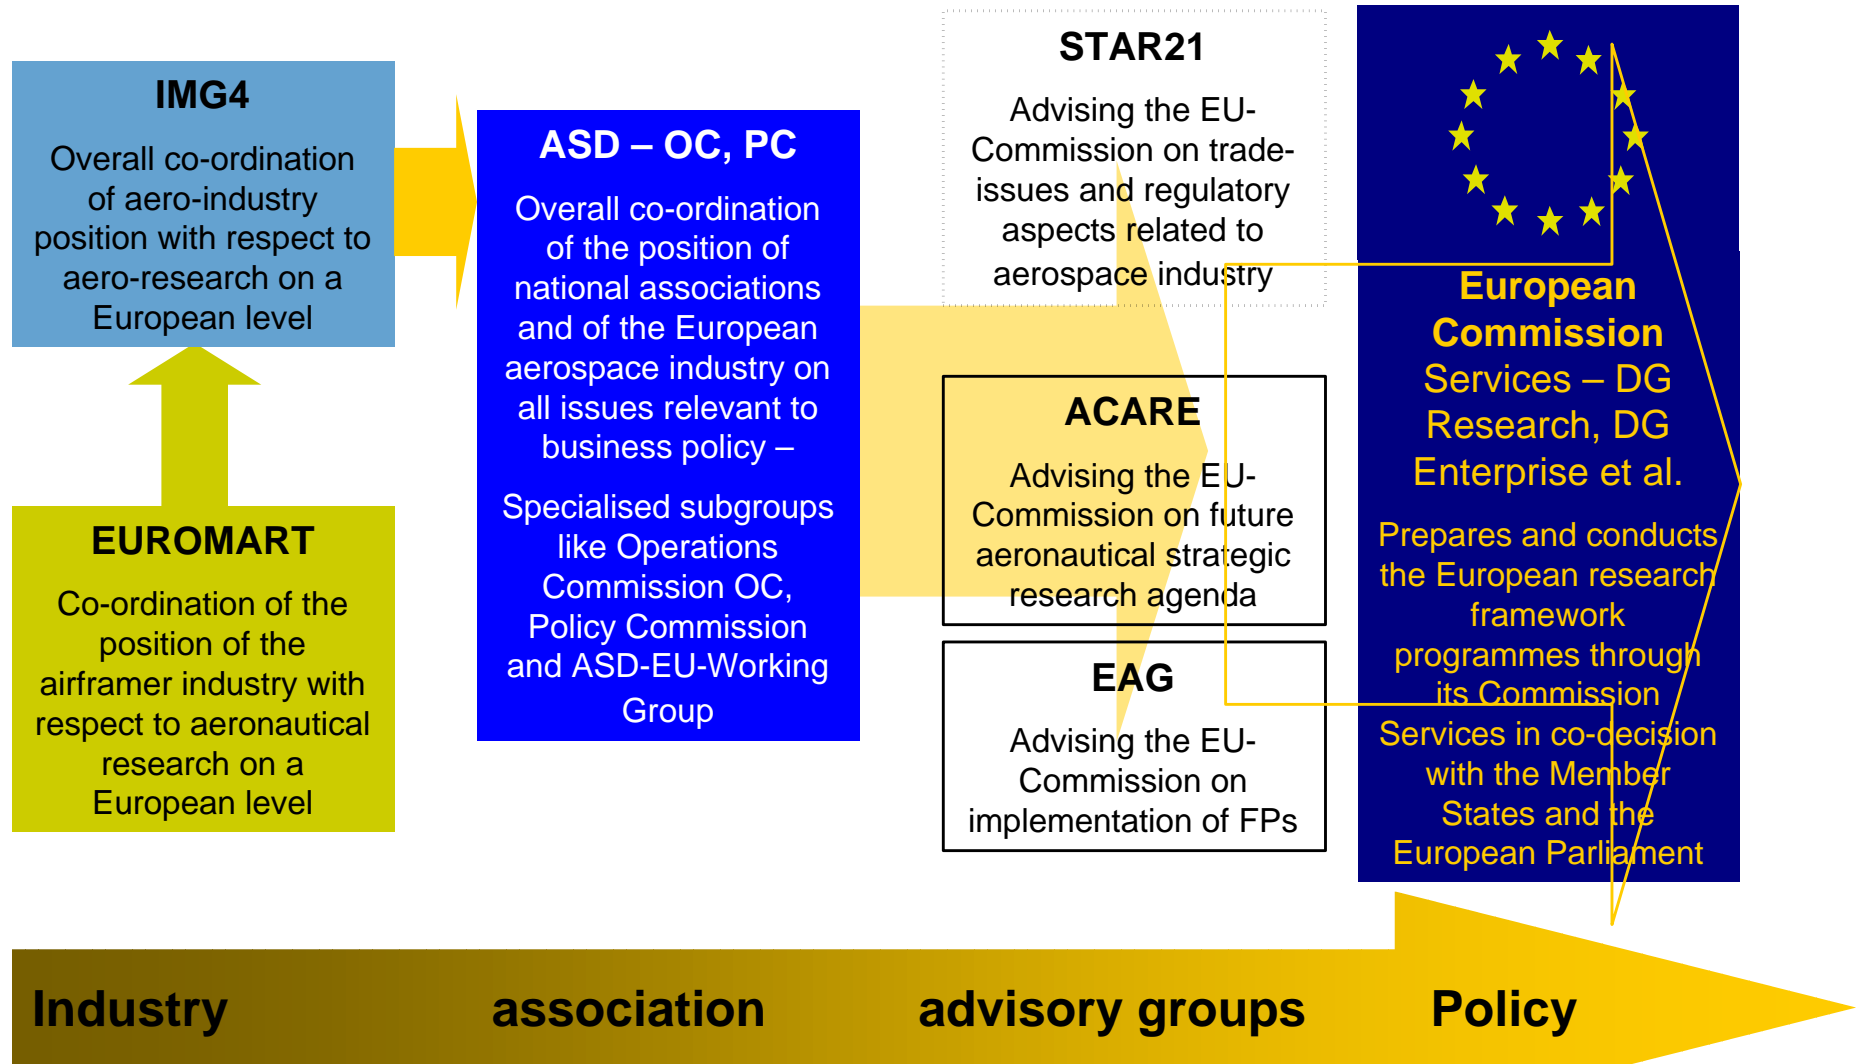 IMG4
Overall co-ordination
of aero-industry
position with respect to
aero-research on a
European level
EUROMART
Co-ordination of the
position of the
airframer industry with
respect to aeronautical
research on a
European level
ASD – OC, PC
Overall co-ordination
of the position of
national associations
and of the European
aerospace industry on
all issues relevant to
business policy –
Specialised subgroups
like Operations
Commission OC,
Policy Commission
and ASD-EU-Working
Group
STAR21
Advising the EU-
Commission on trade-
issues and regulatory
aspects related to
aerospace industry
ACARE
Advising the EU-
Commission on future
aeronautical strategic
research agenda
EAG
Advising the EU-
Commission on
implementation of FPs
European
Commission
Services – DG
Research, DG
Enterprise et al.
Prepares and conducts
the European research
framework
programmes through
its Commission
Services in co-decision
with the Member
States and the
European Parliament
Industry association advisory groups Policy